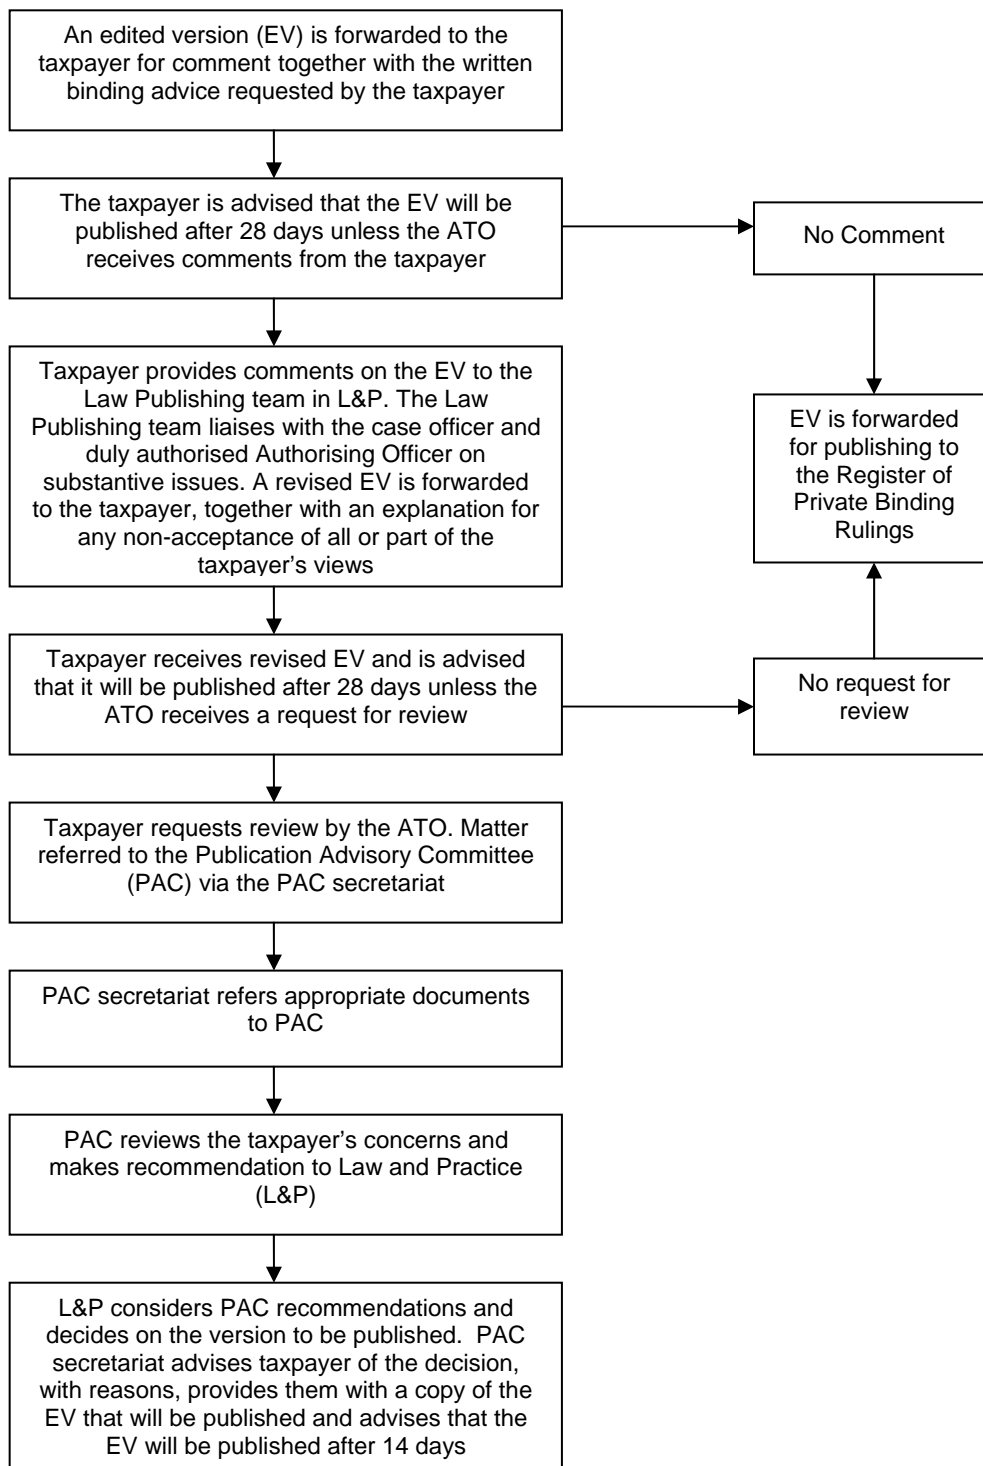 An edited version (EV) is forwarded to the
taxpayer for comment together with the written
binding advice requested by the taxpayer
The taxpayer is advised that the EV will be
published after 28 days unless the ATO
receives comments from the taxpayer
No Comment
Taxpayer provides comments on the EV to the
Law Publishing team in L&P. The Law
Publishing team liaises with the case officer and
duly authorised Authorising Officer on
substantive issues. A revised EV is forwarded
to the taxpayer, together with an explanation for
any non-acceptance of all or part of the
taxpayer’s views
EV is forwarded
for publishing to
the Register of
Private Binding
Rulings
Taxpayer receives revised EV and is advised
that it will be published after 28 days unless the
ATO receives a request for review
No request for
review
Taxpayer requests review by the ATO. Matter
referred to the Publication Advisory Committee
(PAC) via the PAC secretariat
PAC secretariat refers appropriate documents
to PAC
PAC reviews the taxpayer’s concerns and
makes recommendation to Law and Practice
(L&P)
L&P considers PAC recommendations and
decides on the version to be published.  PAC
secretariat advises taxpayer of the decision,
with reasons, provides them with a copy of the
EV that will be published and advises that the
EV will be published after 14 days